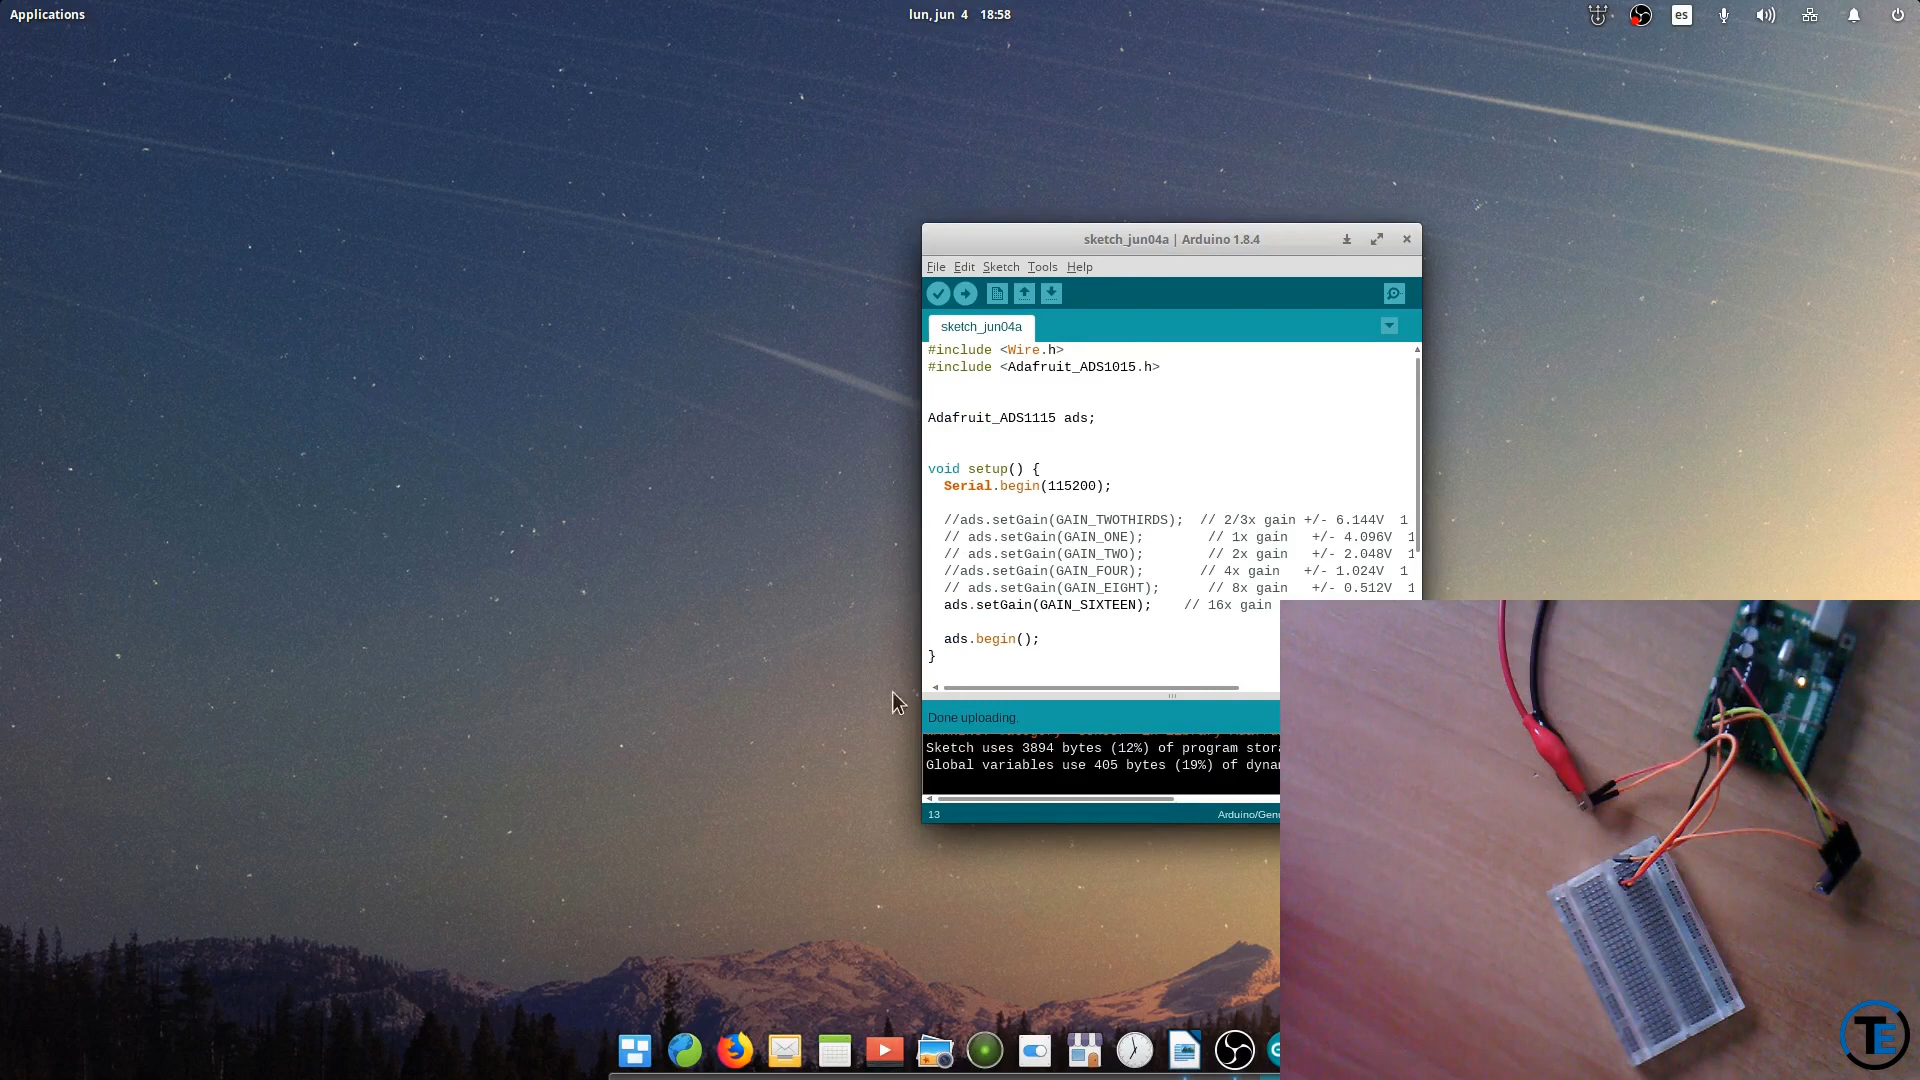 Applications
lun, jun 4 18:58
es
sketch_jun04a | Arduino 1.8.4
File Edit Sketch Tools Help
sketch_jun04a
#include <Wire.h>
#include <Adafruit_ADS1015.h>
Adafruit_ADS1115 ads;
void setup() {
Serial.begin(115200);
//ads.setGain(GAIN_TWOTHIRDS); // 2/3x gain +/- 6.144V 1
// ads.setGain(GAIN_ONE); // 1x gain +/- 4.096V 1
// ads.setGain(GAIN_TWO); // 2x gain +/- 2.048V 1
//ads.setGain(GAIN_FOUR); // 4x gain +/- 1.024V 1
// ads.setGain(GAIN_EIGHT); // 8x gain +/- 0.512V 1
ads.setGain(GAIN_SIXTEEN); // 16x gain
ads.begin();
}
Done uploading.
Sketch uses 3894 bytes (12%) of program stora
Global variables use 405 bytes (19%) of dynam
13
Arduino/Genu
TE